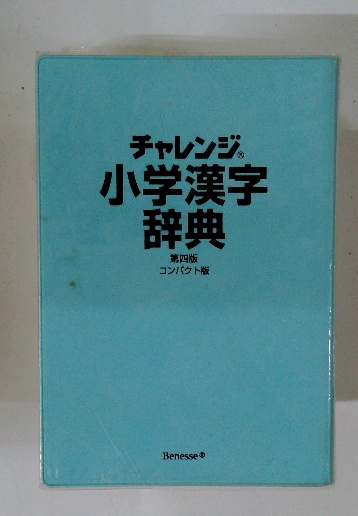 チャレンジ®
小学漢字
辞典
第四版
コンパクト版
Benesse®